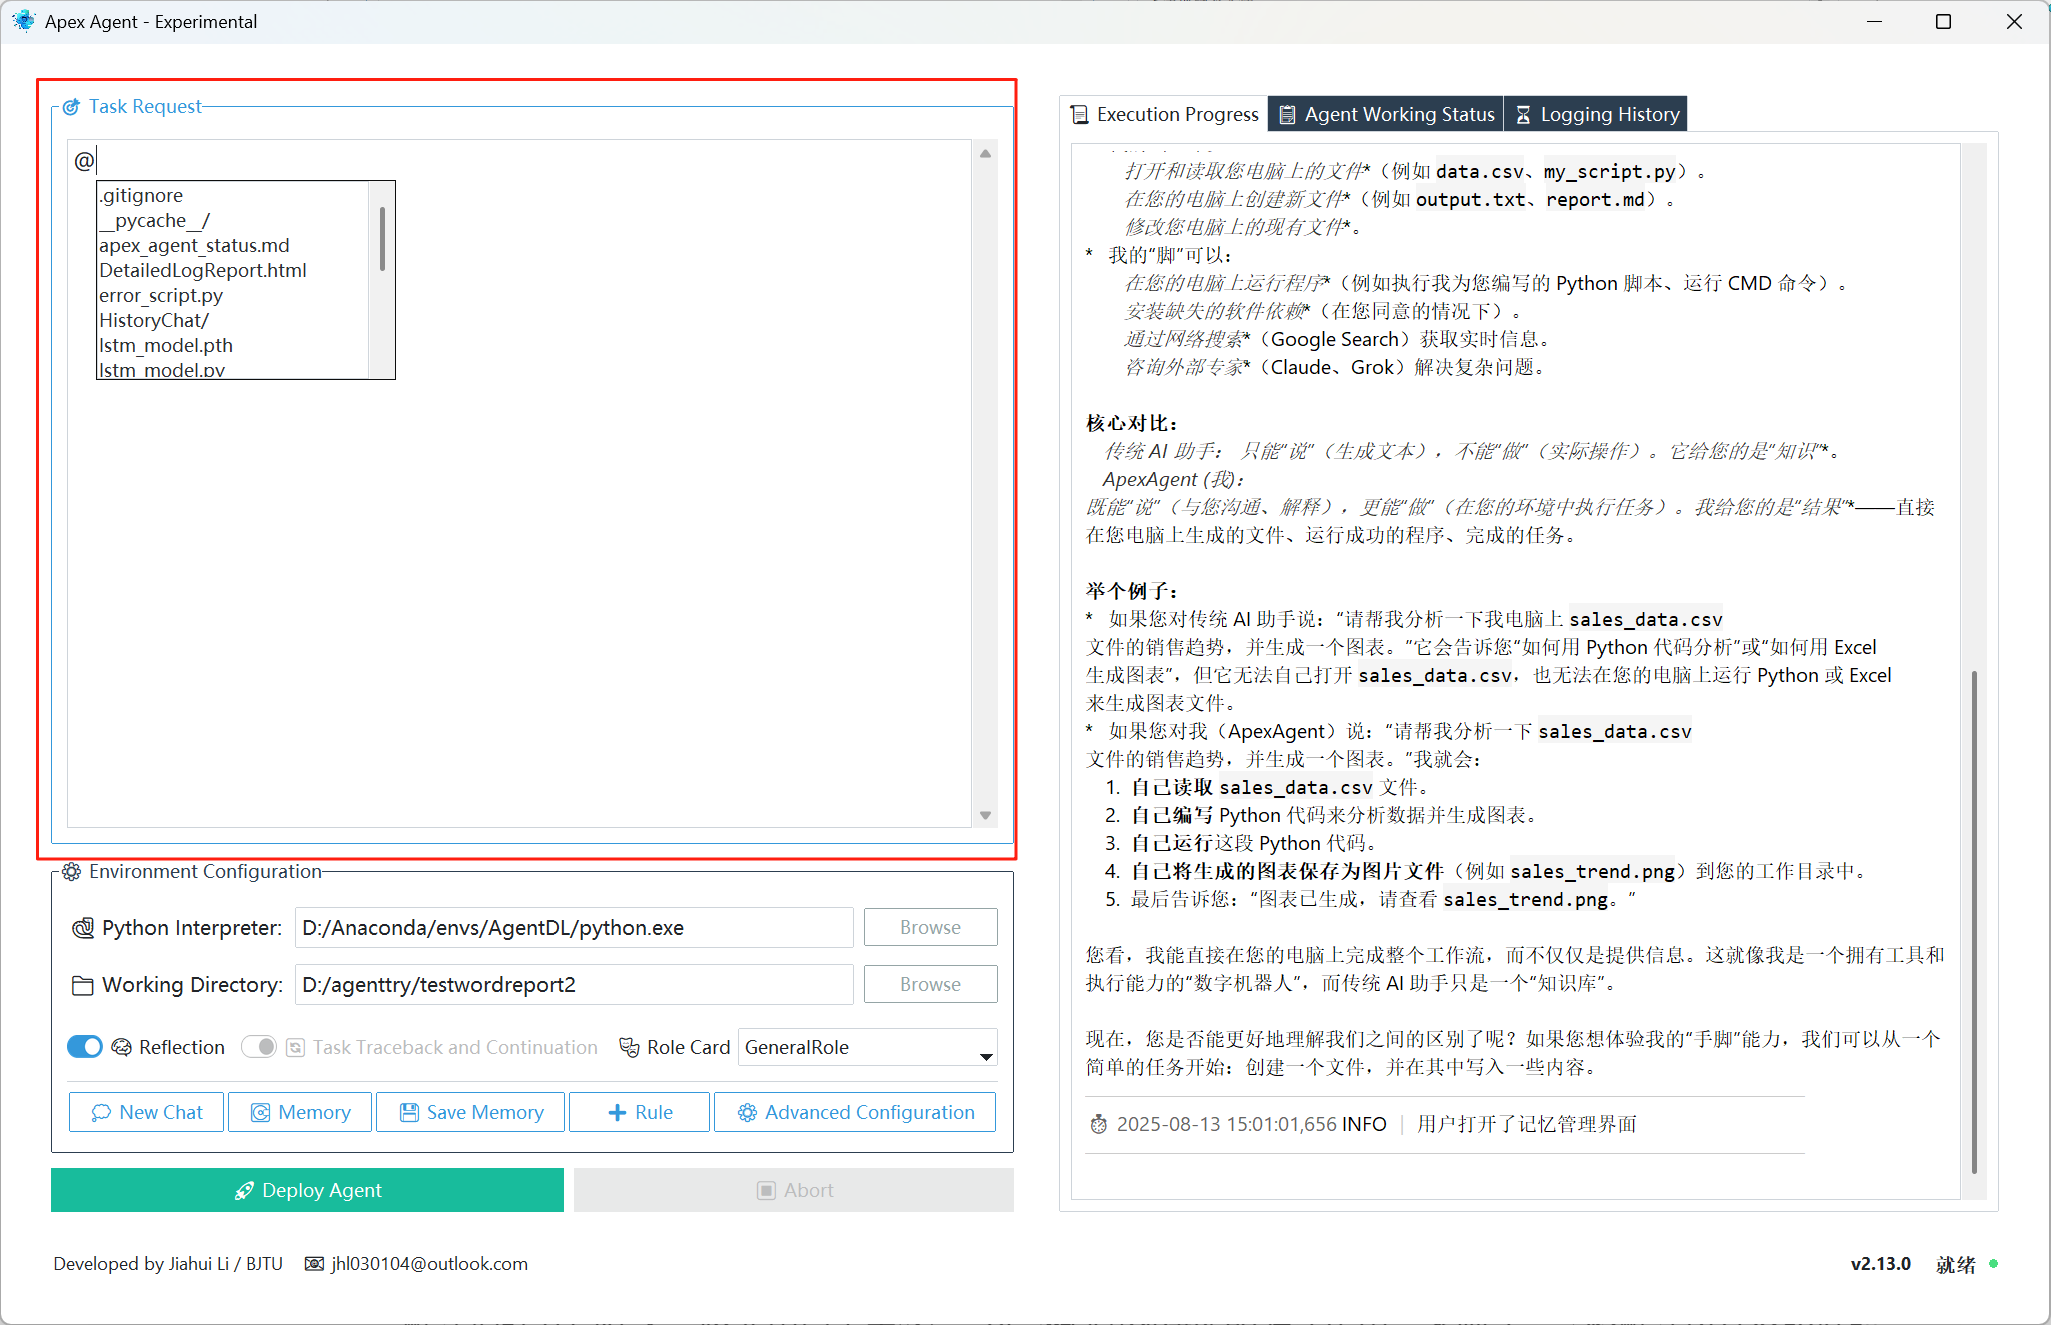 Apex Agent - Experimental
Task Request
@
.gitignore
__pycache__/
apex_agent_status.md
DetailedLogReport.html
error_script.py
HistoryChat/
lstm_model.pth
lstm_model.py
Environment Configuration
Python Interpreter: D:/Anaconda/envs/AgentDL/python.exe Browse
Working Directory: D:/agenttry/testwordreport2 Browse
Reflection Task Traceback and Continuation Role Card GeneralRole
New Chat Memory Save Memory Rule Advanced Configuration
Deploy Agent Abort
Execution Progress Agent Working Status Logging History
打开和读取您电脑上的文件*（例如 data.csv、my_script.py）。
在您的电脑上创建新文件*（例如 output.txt、report.md）。
修改您电脑上的现有文件*。
* 我的“脚”可以：
在您的电脑上运行程序*（例如执行我为您编写的 Python 脚本、运行 CMD 命令）。
安装缺失的软件依赖*（在您同意的情况下）。
通过网络搜索*（Google Search）获取实时信息。
咨询外部专家*（Claude、Grok）解决复杂问题。
核心对比：
传统 AI 助手： 只能“说”（生成文本），不能“做”（实际操作）。它给您的是“知识”*。
ApexAgent (我)：
既能“说”（与您沟通、解释），更能“做”（在您的环境中执行任务）。我给您的是“结果”*——直接
在您电脑上生成的文件、运行成功的程序、完成的任务。
举个例子：
* 如果您对传统 AI 助手说：“请帮我分析一下我电脑上 sales_data.csv
文件的销售趋势，并生成一个图表。”它会告诉您“如何用 Python 代码分析”或“如何用 Excel
生成图表”，但它无法自己打开 sales_data.csv，也无法在您的电脑上运行 Python 或 Excel
来生成图表文件。
* 如果您对我（ApexAgent）说：“请帮我分析一下 sales_data.csv
文件的销售趋势，并生成一个图表。”我就会：
1. 自己读取 sales_data.csv 文件。
2. 自己编写 Python 代码来分析数据并生成图表。
3. 自己运行这段 Python 代码。
4. 自己将生成的图表保存为图片文件（例如 sales_trend.png）到您的工作目录中。
5. 最后告诉您：“图表已生成，请查看 sales_trend.png。”
您看，我能直接在您的电脑上完成整个工作流，而不仅仅是提供信息。这就像我是一个拥有工具和
执行能力的“数字机器人”，而传统 AI 助手只是一个“知识库”。
现在，您是否能更好地理解我们之间的区别了呢？如果您想体验我的“手脚”能力，我们可以从一个
简单的任务开始：创建一个文件，并在其中写入一些内容。
2025-08-13 15:01:01,656 INFO | 用户打开了记忆管理界面
Developed by Jiahui Li / BJTU jhl030104@outlook.com
v2.13.0 就绪